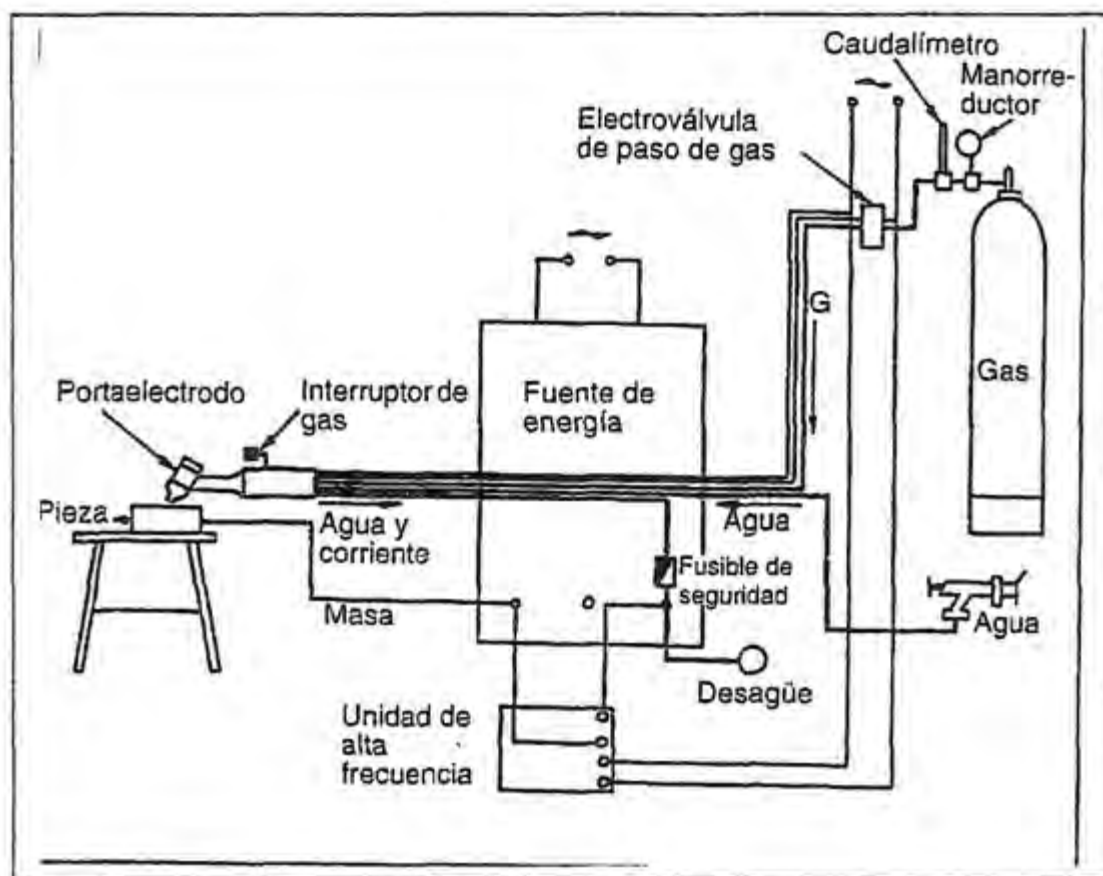 Caudalímetro
Manorre-
ductor
Electroválvula
de paso de gas
G
Gas
Fuente de
energía
Portaelectrodo
Interruptor de
gas
Pieza
Agua y
corriente
Agua
Fusible de
seguridad
Masa
Agua
Desagüe
Unidad de
alta
frecuencia